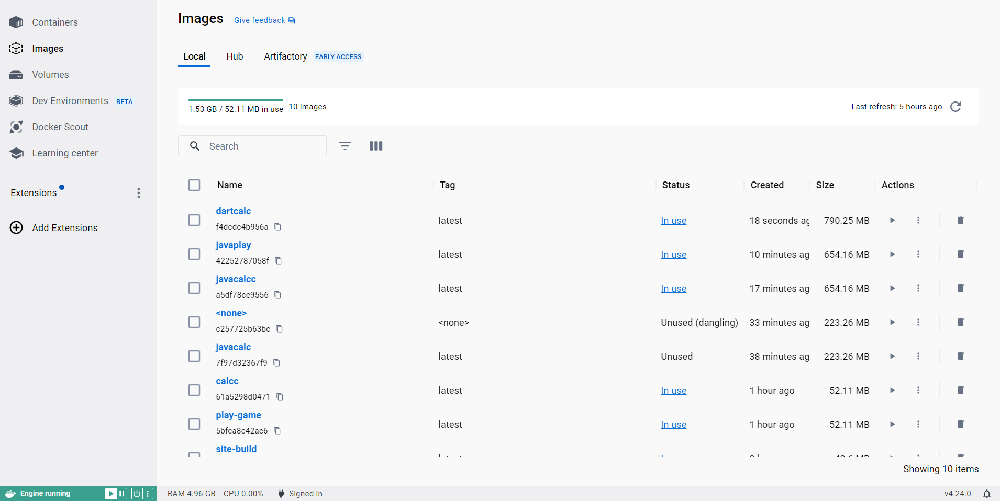 Containers
Images
Volumes
Dev Environments BETA
Docker Scout
Learning center
Extensions
Add Extensions
Images Give feedback
Local Hub Artifactory EARLY ACCESS
1.53 GB / 52.11 MB in use 10 images Last refresh: 5 hours ago
Search
Name Tag Status Created Size Actions
dartcalc
f4dcdc4b956a latest In use 18 seconds ag 790.25 MB
javaplay
42252787058f latest In use 10 minutes ag 654.16 MB
javacalcc
a5df78ce9556 latest In use 17 minutes ag 654.16 MB
<none>
c257725b63bc <none> Unused (dangling) 33 minutes ag 223.26 MB
javacalc
7f97d32367f9 latest Unused 38 minutes ag 223.26 MB
calcc
61a5298d0471 latest In use 1 hour ago 52.11 MB
play-game
5bfca8c42ac6 latest In use 1 hour ago 52.11 MB
site-build
latest In use
Showing 10 items
Engine running RAM 4.96 GB CPU 0.00% Signed in v4.24.0